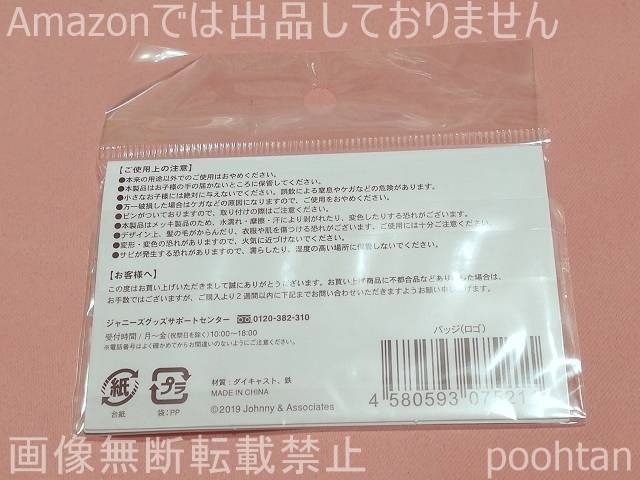 Amazonでは出品しておりません
【ご使用上の注意】
●本来の用途以外でのご使用はおやめください。
●本製品はお子様の手の届かないところに保管してください。
●小さなお子様には絶対に与えないでください。誤飲による窒息やケガなどの危険があります。
●万一破損した場合はケガなどの原因になりますので、ご使用をおやめください。
●ピンがついておりますので、取り付けの際はご注意ください。
●本製品はメッキ製品のため、水濡れ・摩擦・汗により剥がれたり、変色したりする恐れがございます。
●デザイン上、髪の毛がからんだり、衣服や肌を傷つける恐れがございます。ご使用には十分ご注意ください。
●変形・変色の恐れがありますので、火気に近づけないでください。
●サビが発生する恐れがありますので、濡らしたり、湿度の高い場所に保管しないでください。
【お客様へ】
この度はお買い上げいただきまして誠にありがとうございます。お買い上げ商品に不都合品などありました場合は、
お手数ではございますが、ご購入より2週間以内に下記までお問い合わせいただきますようお願い申し上げます。
ジャニーズグッズサポートセンター 0120-382-310
受付時間/月〜金(祝祭日を除く)10:00〜18:00
※電話番号はよく確かめてからお間違いのないようにご注意ください。
バッジ(ロゴ)
紙
台紙
プラ
袋:PP
材質:ダイキャスト、鉄
MADE IN CHINA
©2019 Johnny & Associates
4 580593 07521
画像無断転載禁止
poohtan